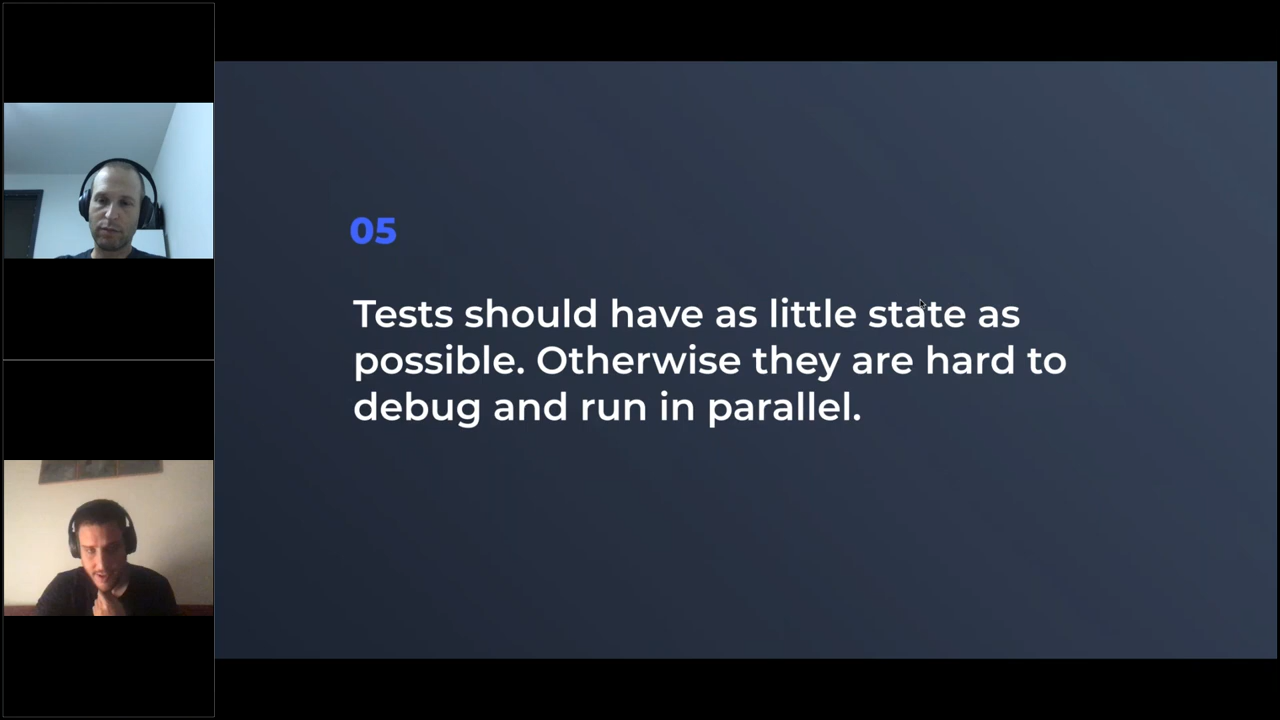 05
Tests should have as little state as
possible. Otherwise they are hard to
debug and run in parallel.